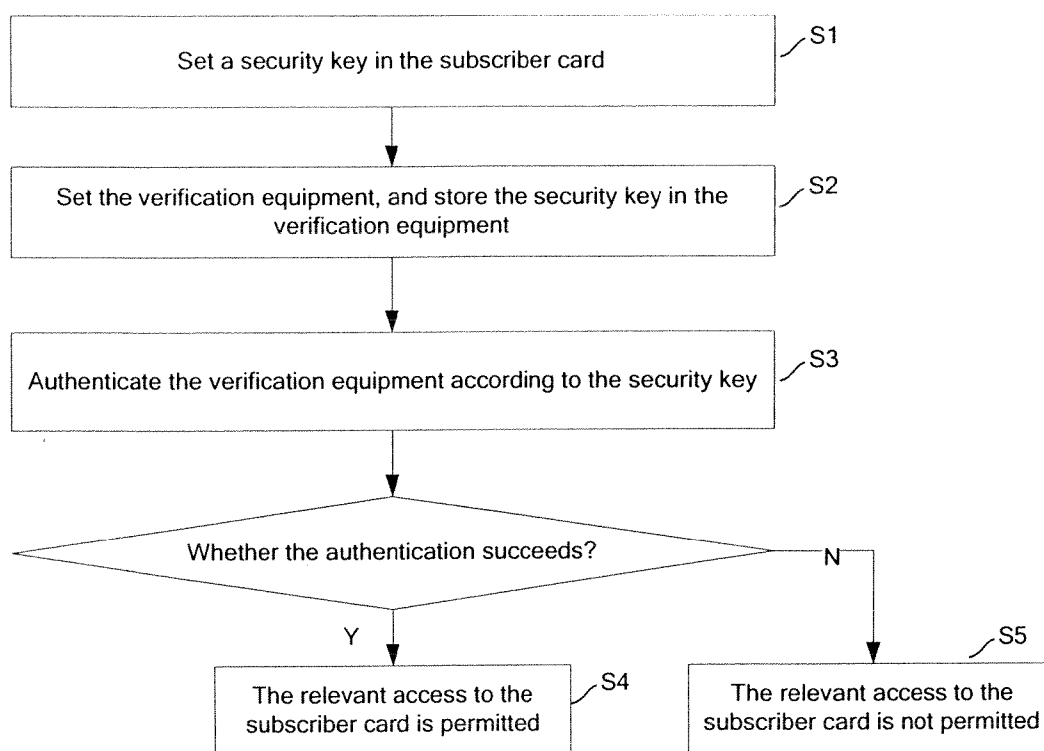 Set a security key in the subscriber card
S1
Set the verification equipment, and store the security key in the
verification equipment
S2
Authenticate the verification equipment according to the security key
S3
Whether the authentication succeeds?
N
Y
The relevant access to the
subscriber card is permitted
S4
The relevant access to the
subscriber card is not permitted
S5